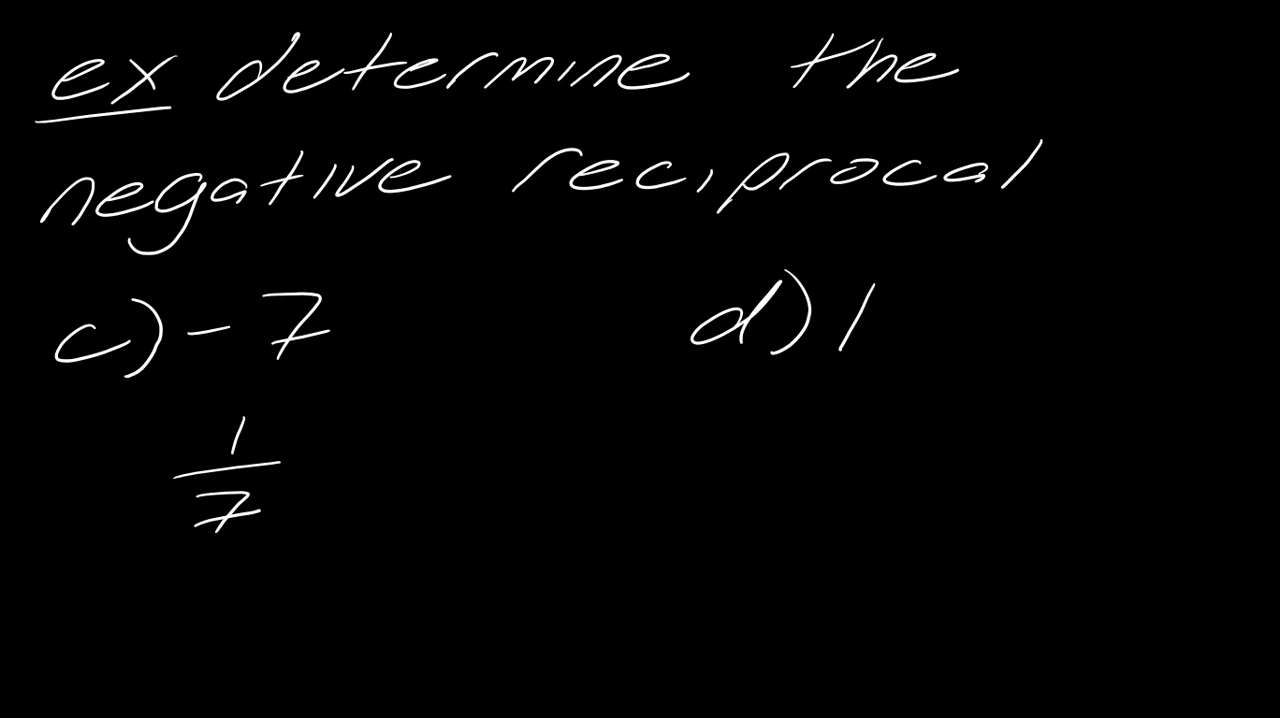 ex determine the
negative reciprocal
c) -7 d) 1
1
7